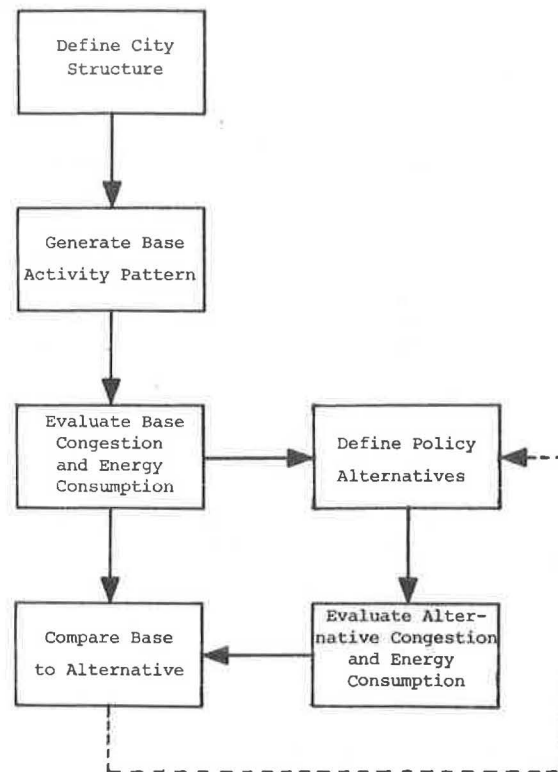 Define City
Structure
Generate Base
Activity Pattern
Evaluate Base
Congestion
and Energy
Consumption
Define Policy
Alternatives
Compare Base
to Alternative
Evaluate Alter-
native Congestion
and Energy
Consumption